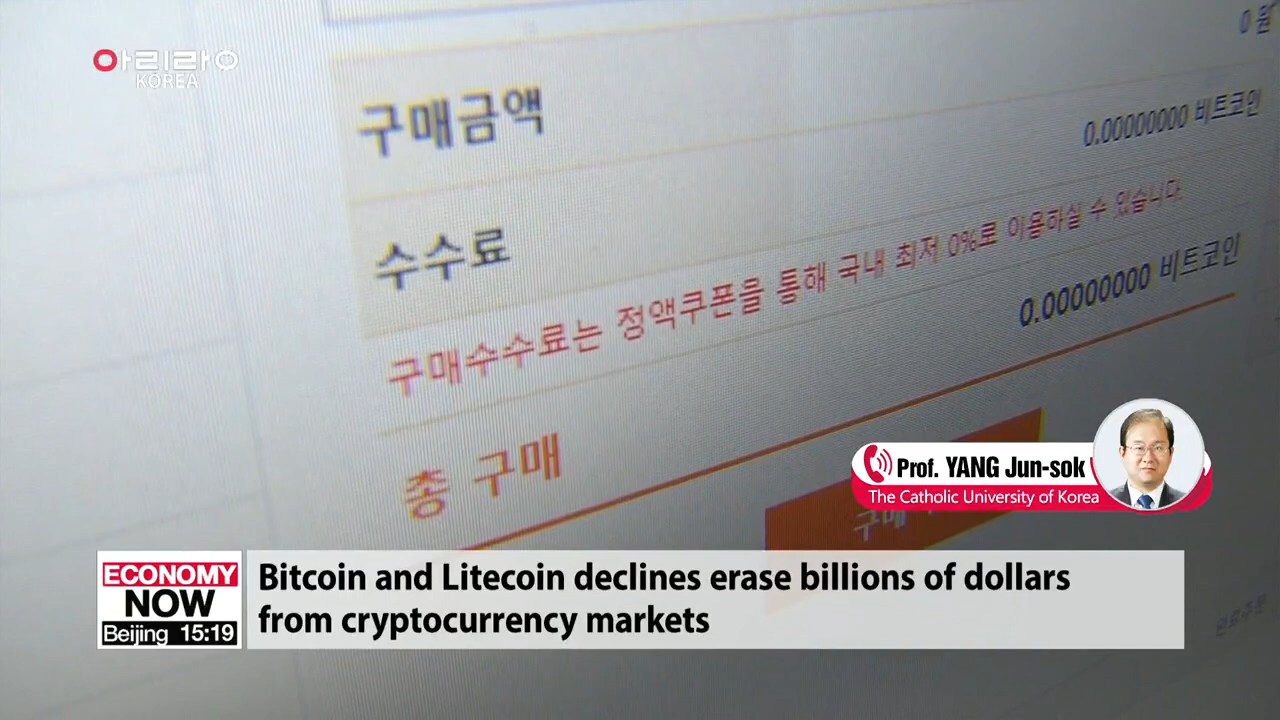 아리랑
KOREA
0 원
구매금액
0.00000000 비트코인
수수료
구매수수료는 정액쿠폰을 통해 국내 최저 0%로 이용하실 수 있습니다.
0.00000000 비트코인
총 구매
구매
Prof. YANG Jun-sok
The Catholic University of Korea
ECONOMY
NOW
Beijing 15:19
Bitcoin and Litecoin declines erase billions of dollars
from cryptocurrency markets